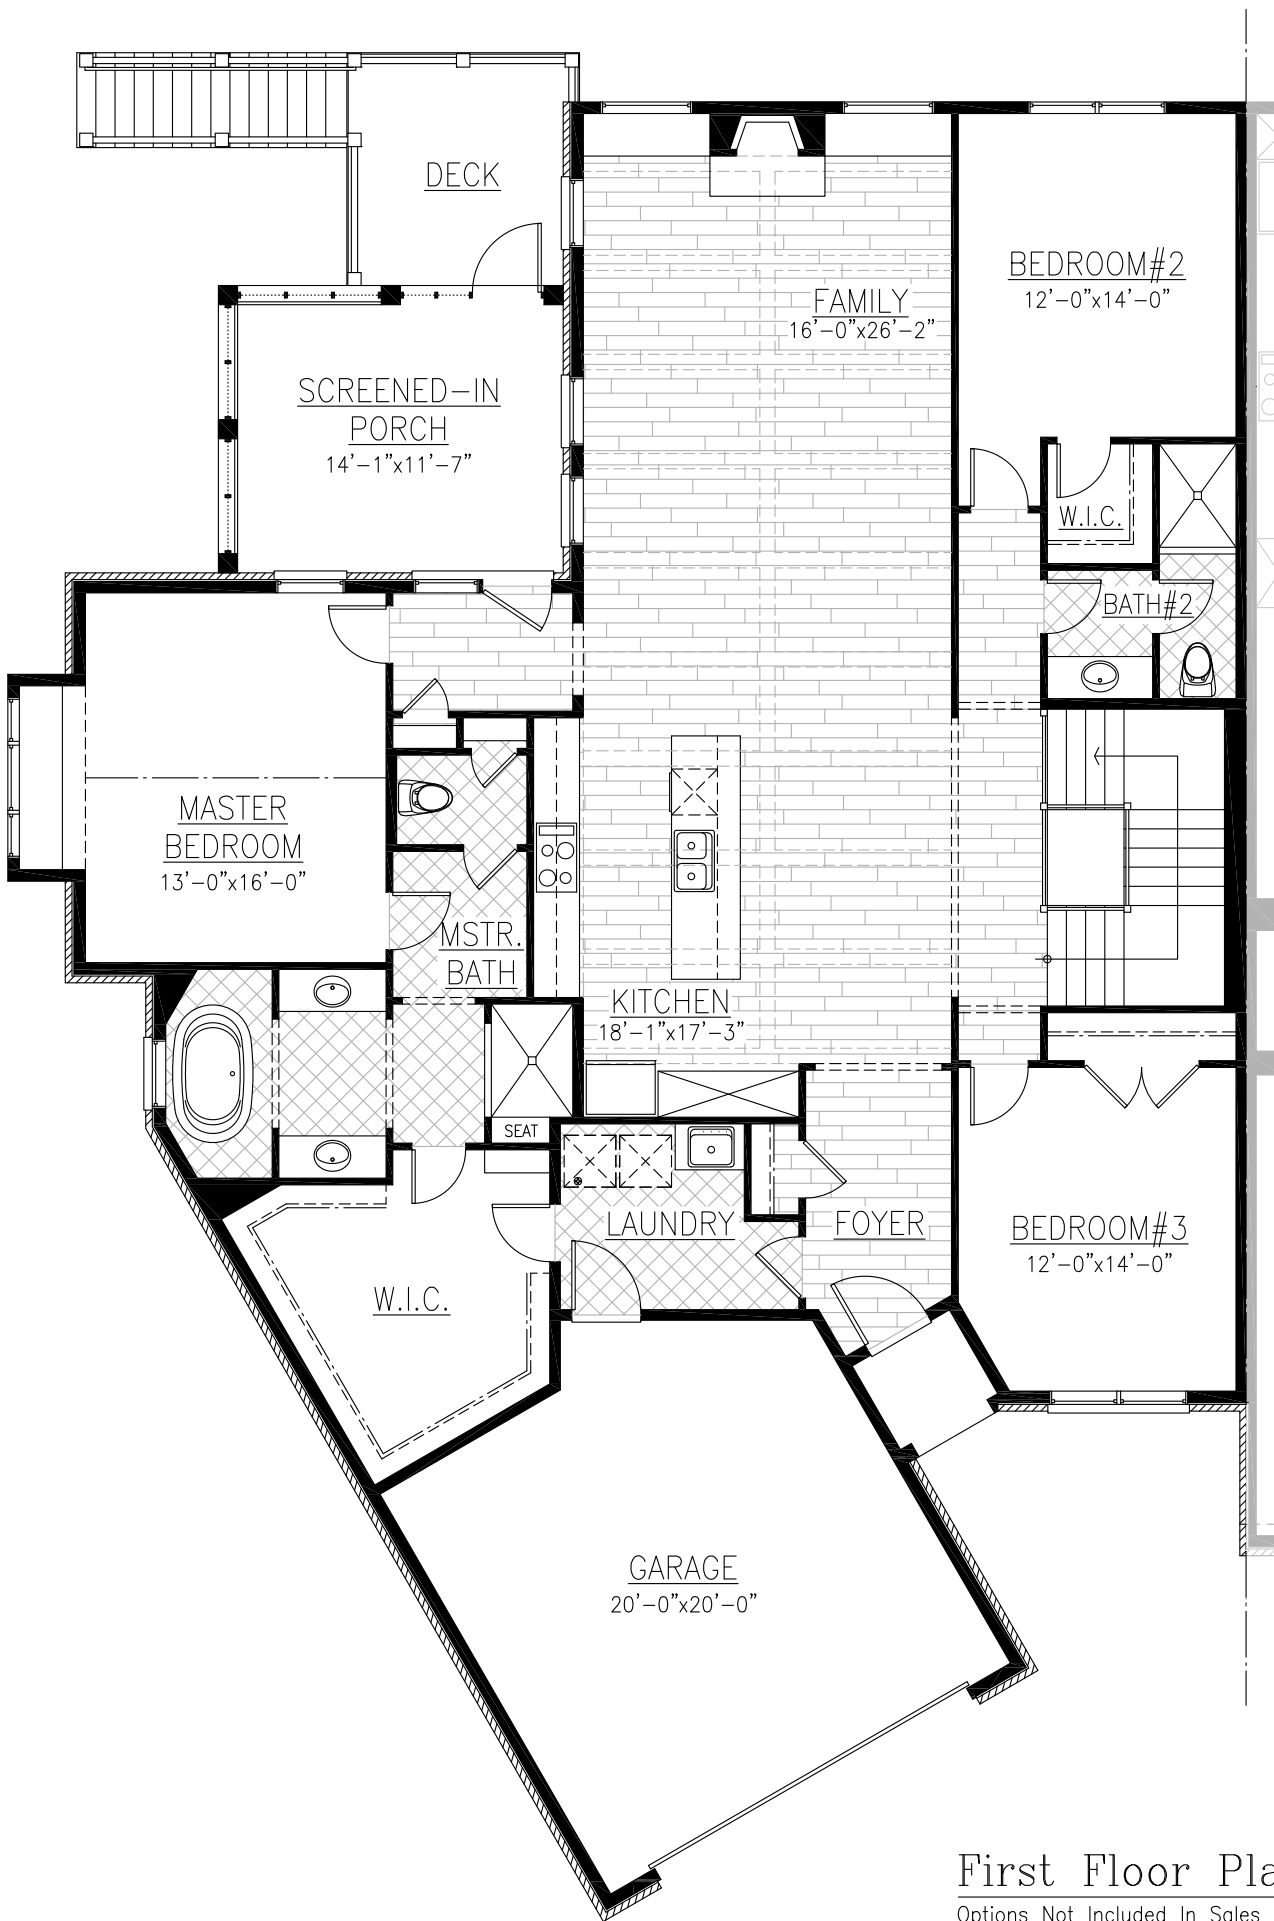 DECK
BEDROOM#2
12'-0"x14'-0"
FAMILY
16'-0"x26'-2"
SCREENED-IN
PORCH
14'-1"x11'-7"
W.I.C.
BATH#2
MASTER
BEDROOM
13'-0"x16'-0"
MSTR.
BATH
KITCHEN
18'-1"x17'-3"
SEAT
LAUNDRY
FOYER
BEDROOM#3
12'-0"x14'-0"
W.I.C.
GARAGE
20'-0"x20'-0"
First Floor Pla
Options Not Included In Sales